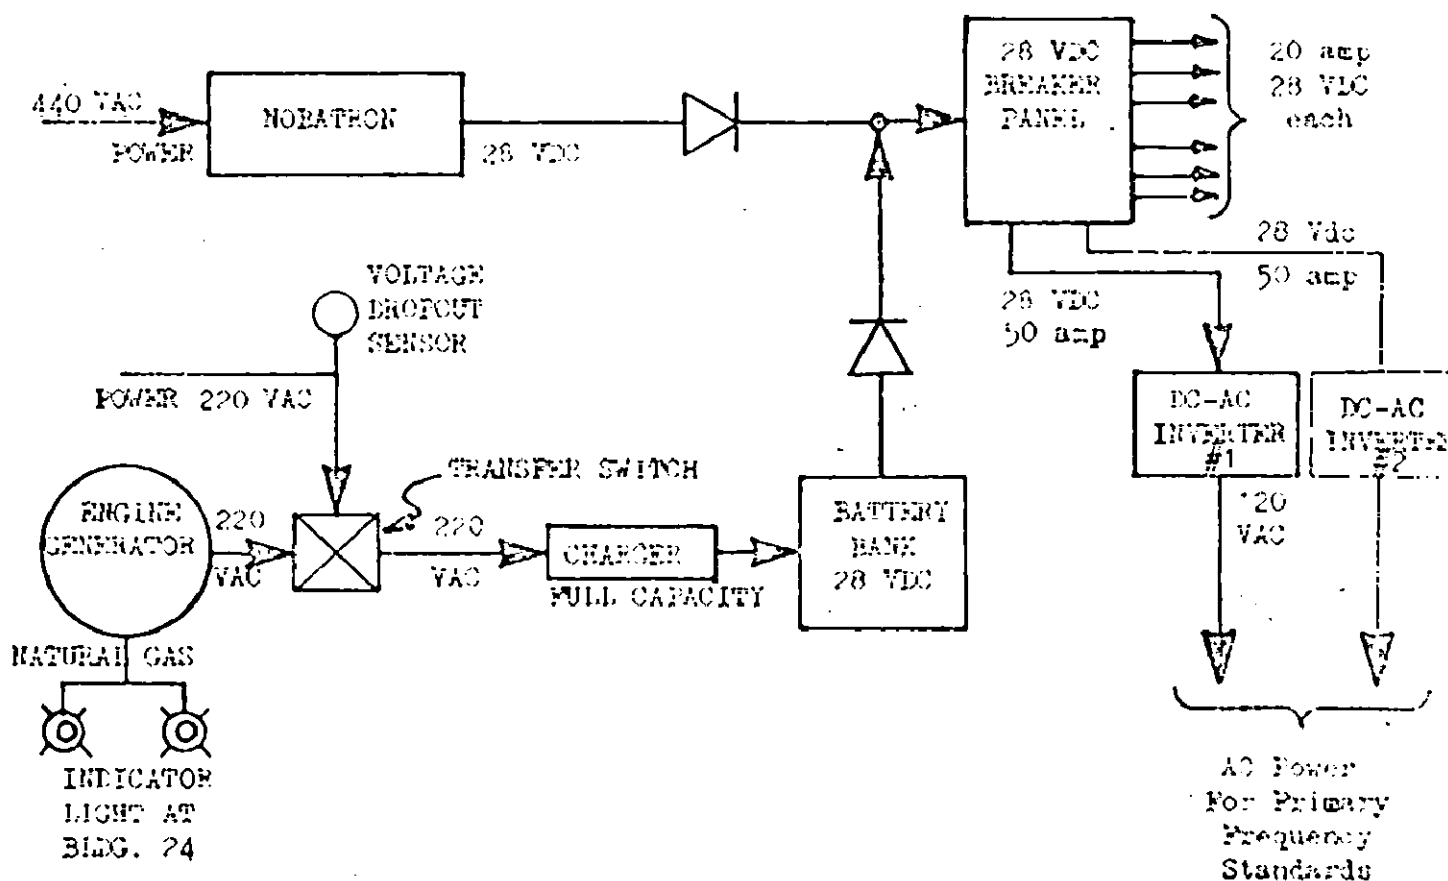 440 VAC
POWER
NOBATRON
28 VDC
28 VDC
BREAKER
PANEL
20 amp
28 VDC
each
28 Vdc
50 amp
28 VDC
50 amp
VOLTAGE
DROPOUT
SENSOR
POWER 220 VAC
TRANSFER SWITCH
ENGINE
GENERATOR
220
VAC
220
VAC
CHARGER
FULL CAPACITY
BATTERY
BANK
28 VDC
DC-AC
INVERTER
#1
DC-AC
INVERTER
#2
120
VAC
NATURAL GAS
INDICATOR
LIGHT AT
BLDG. 24
AC Power
For Primary
Frequency
Standards